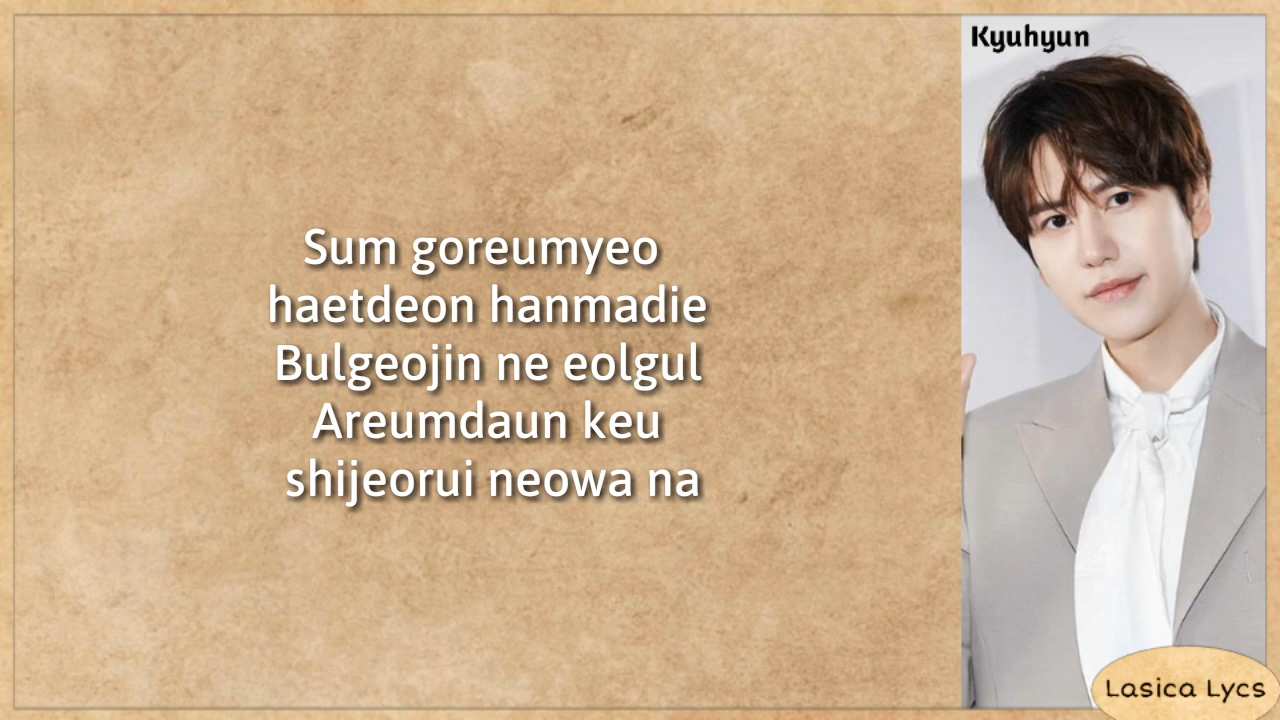 Kyuhyun
Sum goreumyeo
haetdeon hanmadie
Bulgeojin ne eolgul
Areumdaun keu
shijeorui neowa na
Lasica Lycs